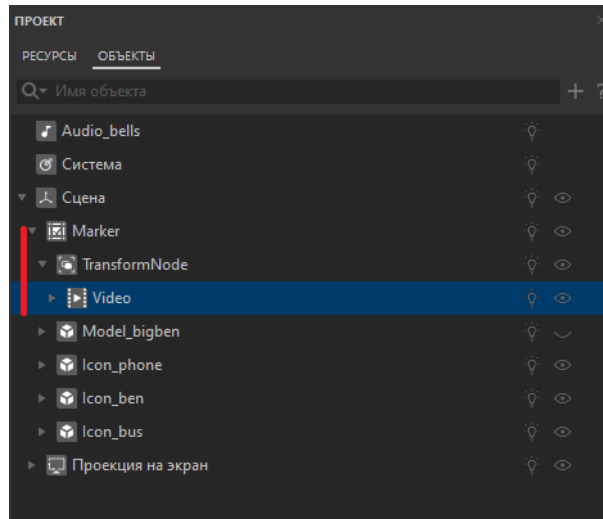 ПРОЕКТ
РЕСУРСЫ ОБЪЕКТЫ
Имя объекта
Audio_bells
Система
Сцена
Marker
TransformNode
Video
Model_bigben
Icon_phone
Icon_ben
Icon_bus
Проекция на экран